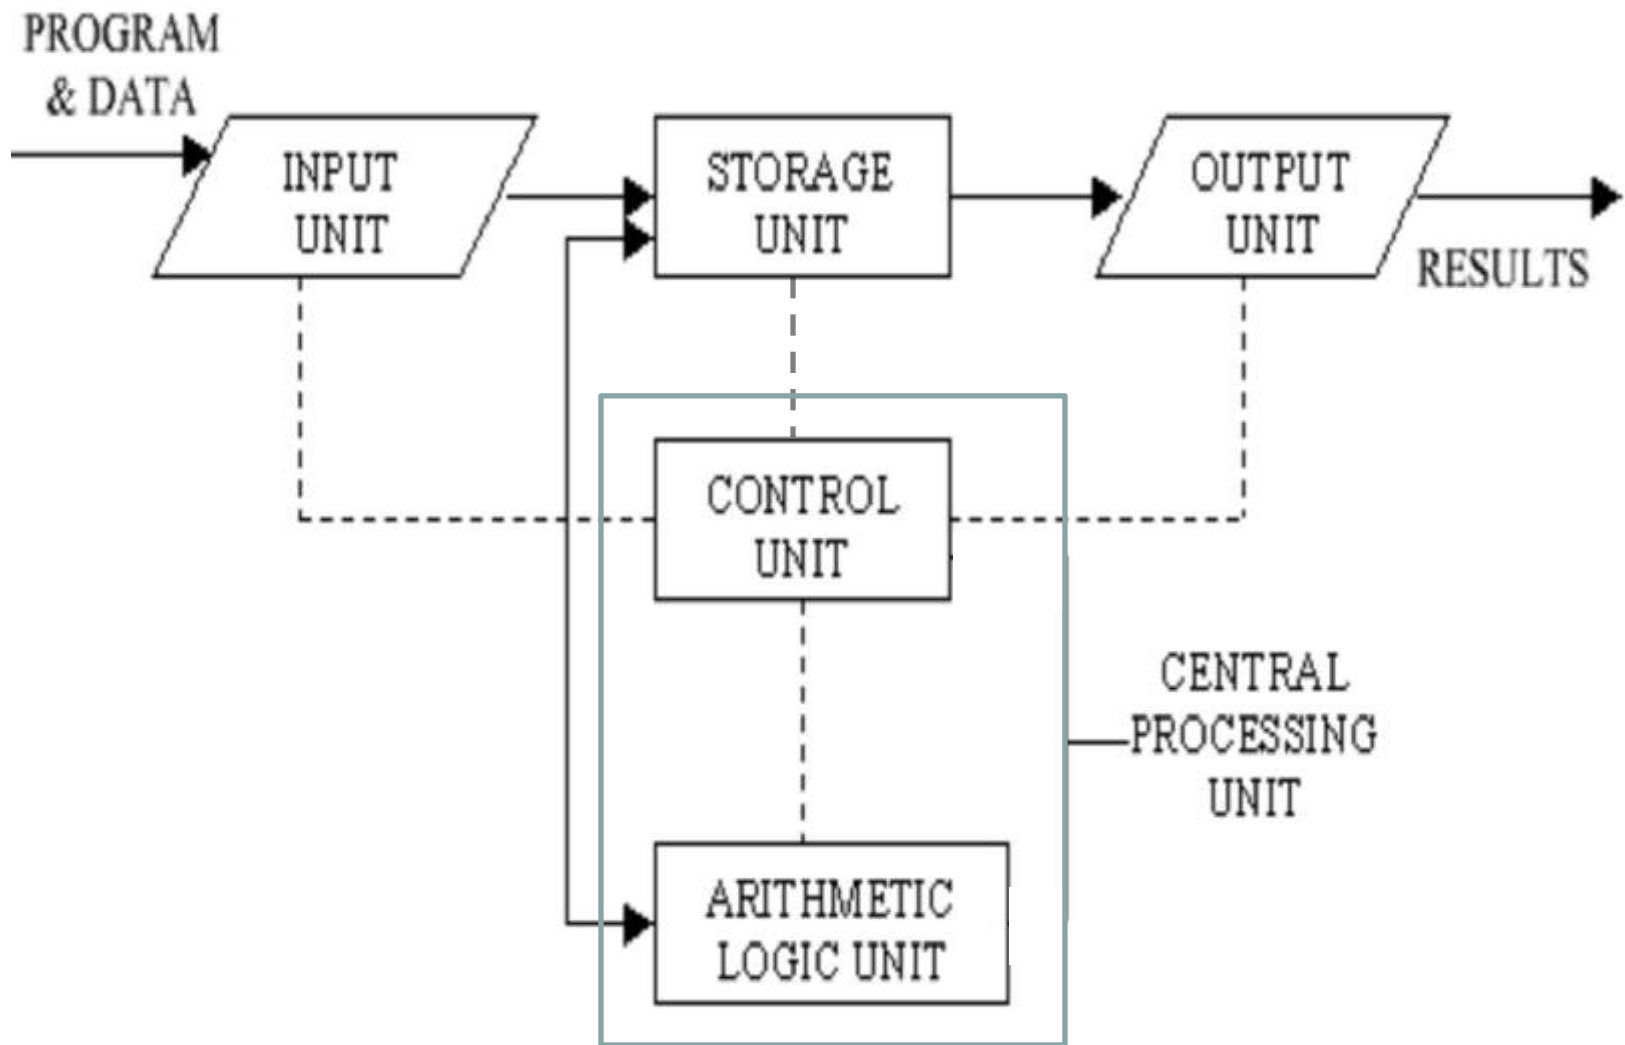 PROGRAM
& DATA
INPUT
UNIT
STORAGE
UNIT
OUTPUT
UNIT
RESULTS
CONTROL
UNIT
CENTRAL
PROCESSING
UNIT
ARITHMETIC
LOGIC UNIT